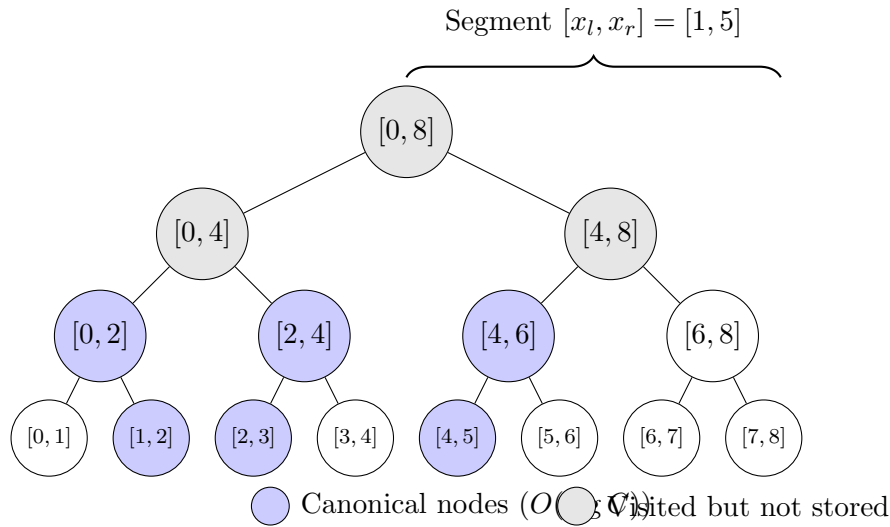 Segment [x_l, x_r] = [1, 5]
[0, 8]
[0, 4] [4, 8]
[0, 2] [2, 4] [4, 6] [6, 8]
[0, 1] [1, 2] [2, 3] [3, 4] [4, 5] [5, 6] [6, 7] [7, 8]
Canonical nodes Visited but not stored